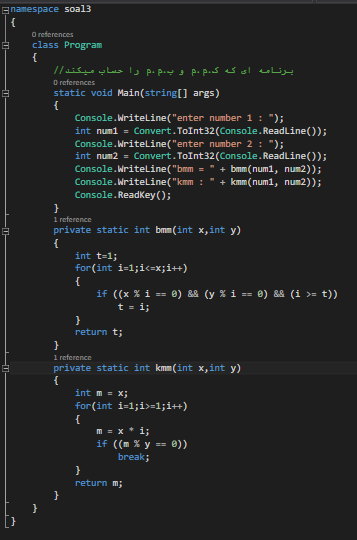 namespace soal3
{
0 references
class Program
{
//برنامه ای که ک.م.م و ب.م.م را حساب میکند
0 references
static void Main(string[] args)
{
Console.WriteLine("enter number 1 : ");
int num1 = Convert.ToInt32(Console.ReadLine());
Console.WriteLine("enter number 2 : ");
int num2 = Convert.ToInt32(Console.ReadLine());
Console.WriteLine("bmm = " + bmm(num1, num2));
Console.WriteLine("kmm : " + kmm(num1, num2));
Console.ReadKey();
}
1 reference
private static int bmm(int x,int y)
{
int t=1;
for(int i=1;i<=x;i++)
{
if ((x % i == 0) && (y % i == 0) && (i >= t))
t = i;
}
return t;
}
1 reference
private static int kmm(int x,int y)
{
int m = x;
for(int i=1;i>=1;i++)
{
m = x * i;
if ((m % y == 0))
break;
}
return m;
}
}
}